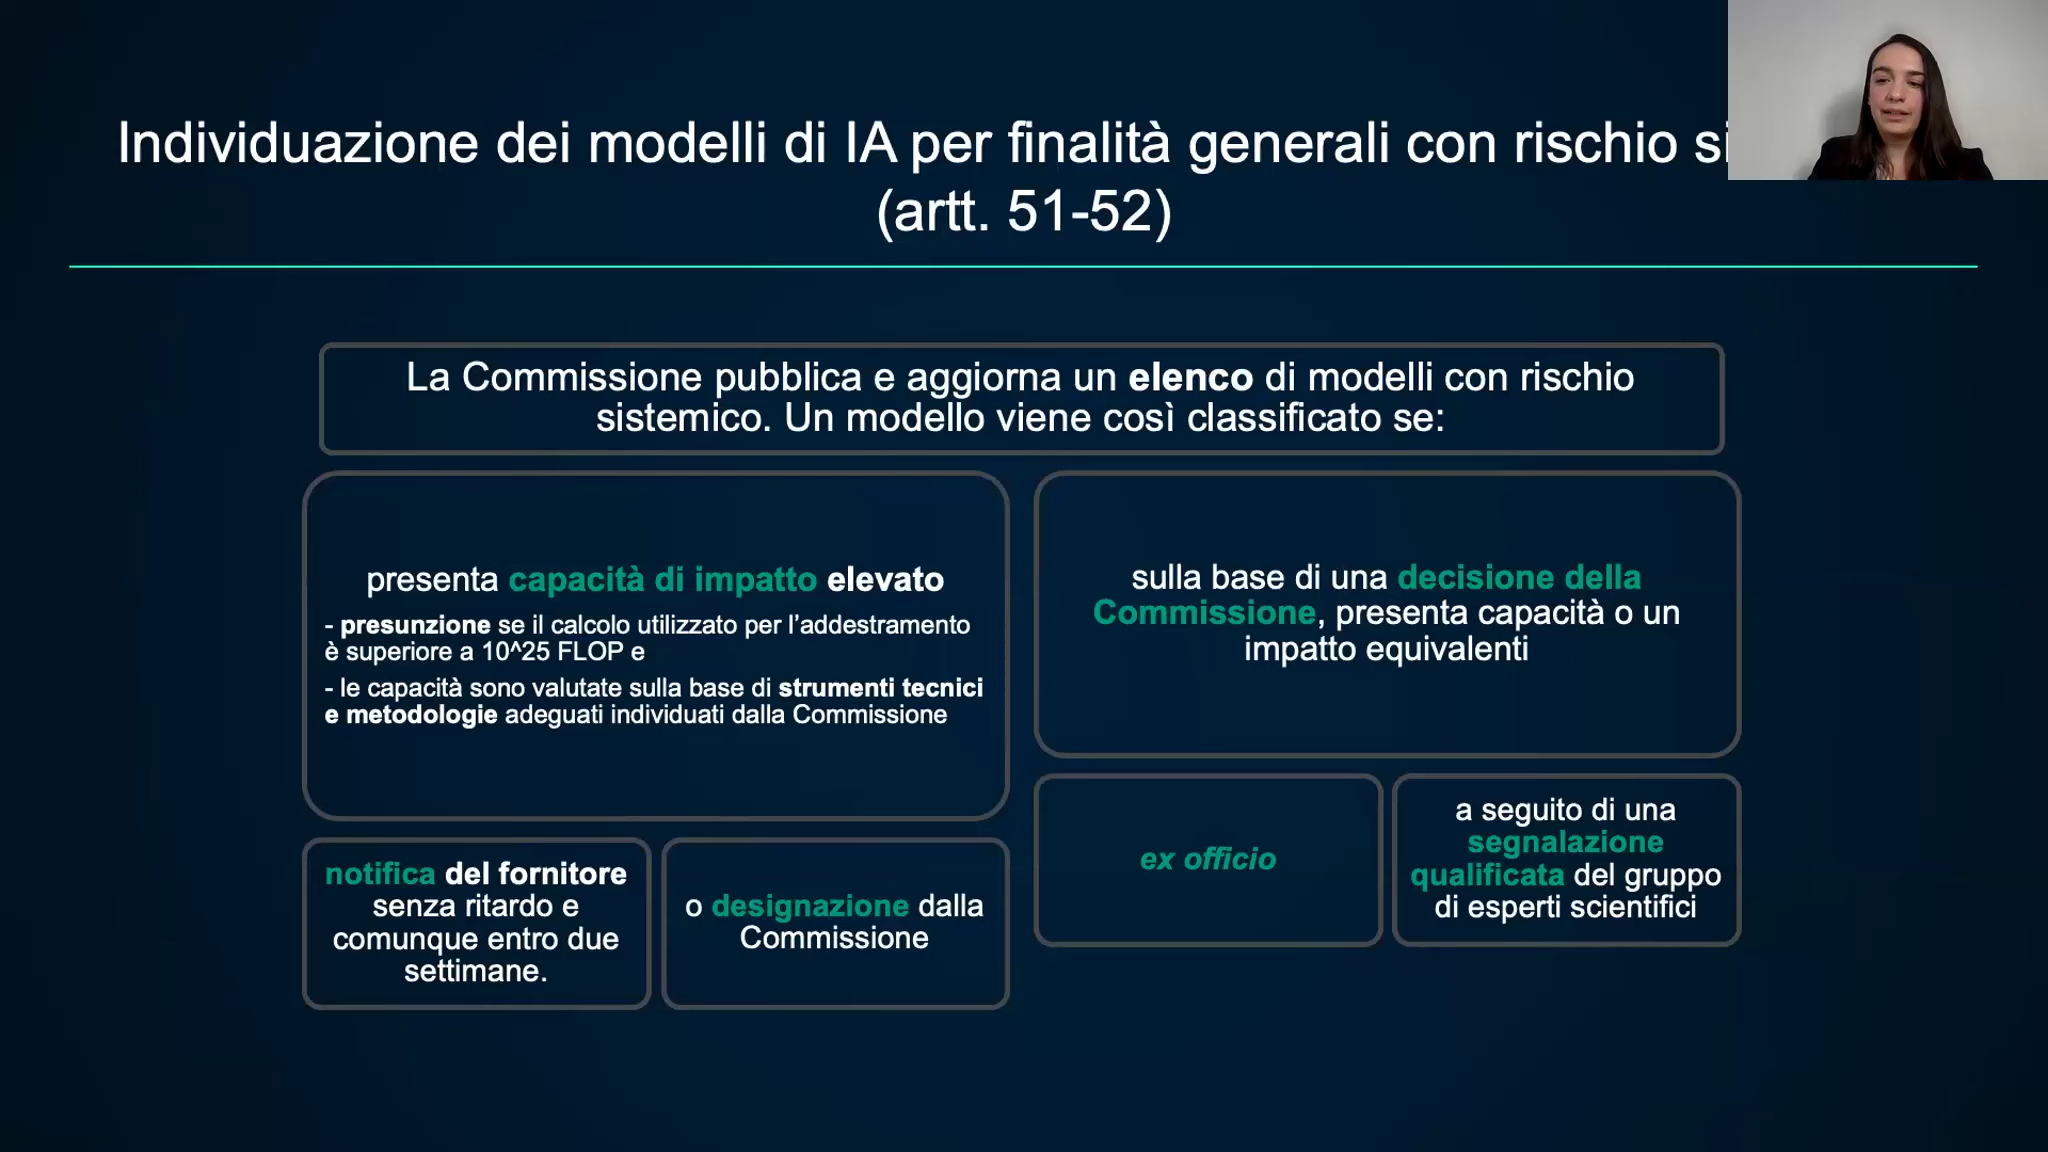 Individuazione dei modelli di IA per finalità generali con rischio
(artt. 51-52)
La Commissione pubblica e aggiorna un elenco di modelli con rischio
sistemico. Un modello viene così classificato se:
presenta capacità di impatto elevato
- presunzione se il calcolo utilizzato per l’addestramento
è superiore a 10^25 FLOP e
- le capacità sono valutate sulla base di strumenti tecnici
e metodologie adeguati individuati dalla Commissione
notifica del fornitore
senza ritardo e
comunque entro due
settimane.
o designazione dalla
Commissione
sulla base di una decisione della
Commissione, presenta capacità o un
impatto equivalenti
ex officio
a seguito di una
segnalazione
qualificata del gruppo
di esperti scientifici